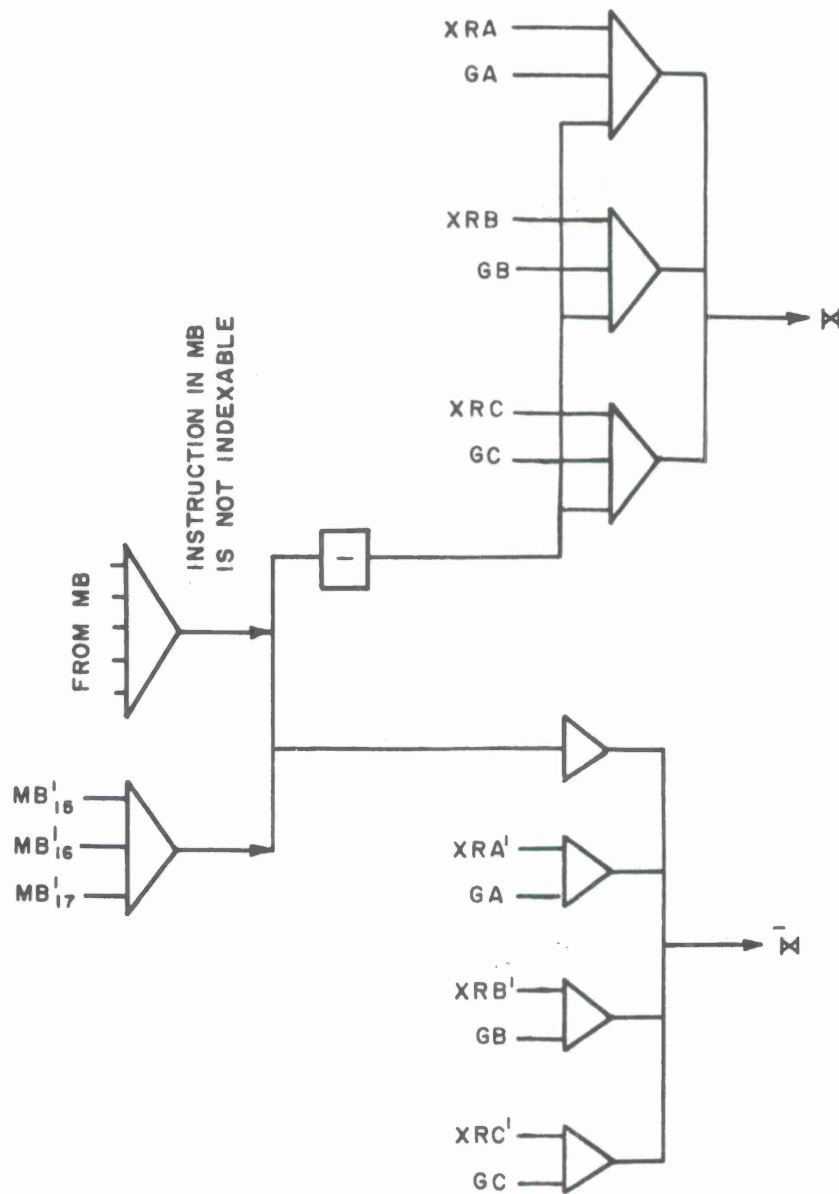 XRA
GA
XRB
GB
INSTRUCTION IN MB
IS NOT INDEXABLE
XRC
GC
FROM MB
–
X
MB'15
MB'16
MB'17
XRA'
GA
XRB'
GB
X̄
XRC'
GC